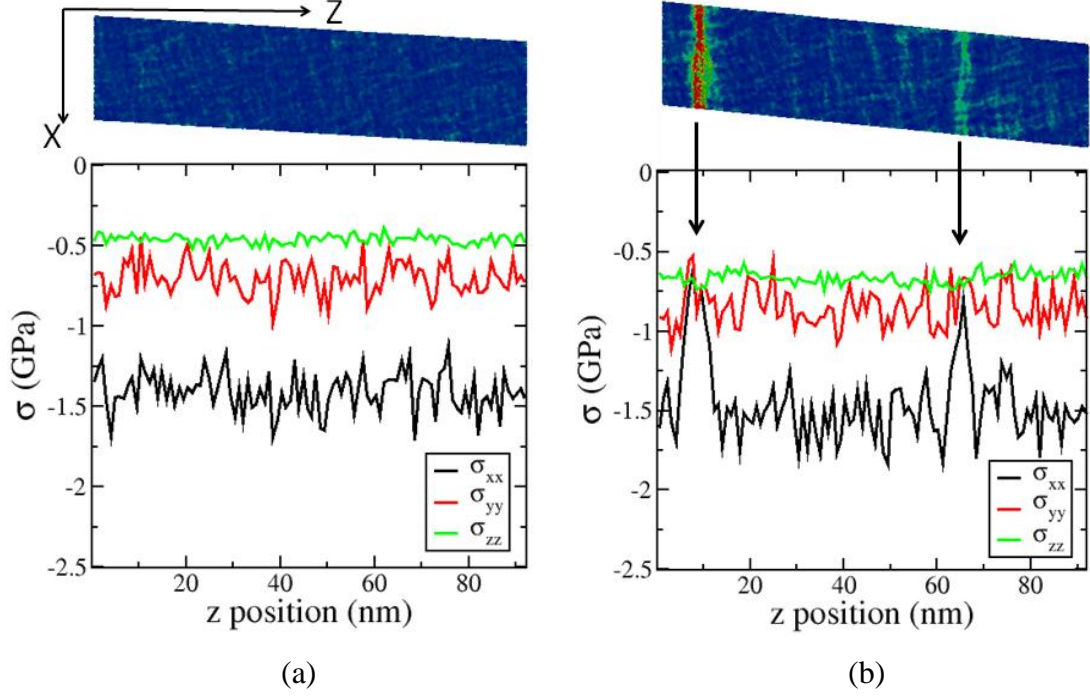 Z
X
0
-0.5
-1
-1.5
-2
-2.5
σ (GPa)
σxx
σyy
σzz
20 40 60 80
z position (nm)
(a)
0
-0.5
-1
-1.5
-2
-2.5
σ (GPa)
σxx
σyy
σzz
20 40 60 80
z position (nm)
(b)